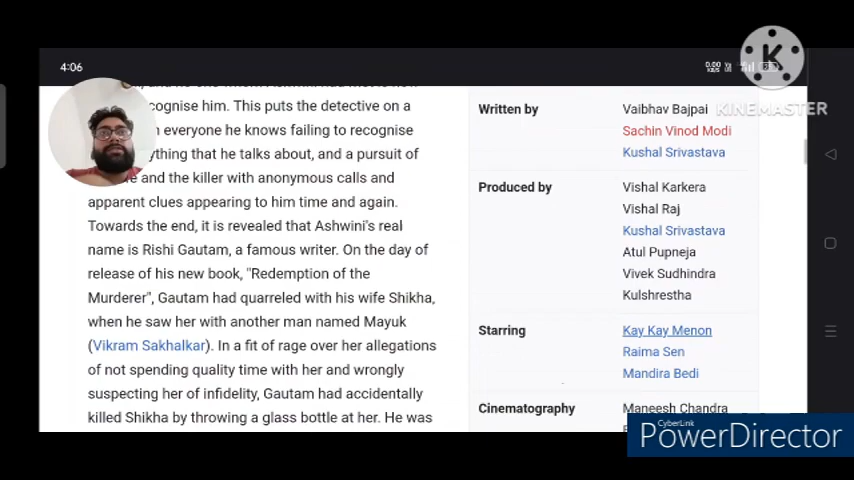 4:06
0.00
KINEMASTER
cognise him. This puts the detective on a
everyone he knows failing to recognise
ything that he talks about, and a pursuit of
and the killer with anonymous calls and
apparent clues appearing to him time and again.
Towards the end, it is revealed that Ashwini's real
name is Rishi Gautam, a famous writer. On the day of
release of his new book, "Redemption of the
Murderer", Gautam had quarreled with his wife Shikha,
when he saw her with another man named Mayuk
(Vikram Sakhalkar). In a fit of rage over her allegations
of not spending quality time with her and wrongly
suspecting her of infidelity, Gautam had accidentally
killed Shikha by throwing a glass bottle at her. He was
Written by Vaibhav Bajpai
Sachin Vinod Modi
Kushal Srivastava
Produced by Vishal Karkera
Vishal Raj
Kushal Srivastava
Atul Pupneja
Vivek Sudhindra
Kulshrestha
Starring Kay Kay Menon
Raima Sen
Mandira Bedi
Cinematography Maneesh Chandra
CyberLink
PowerDirector